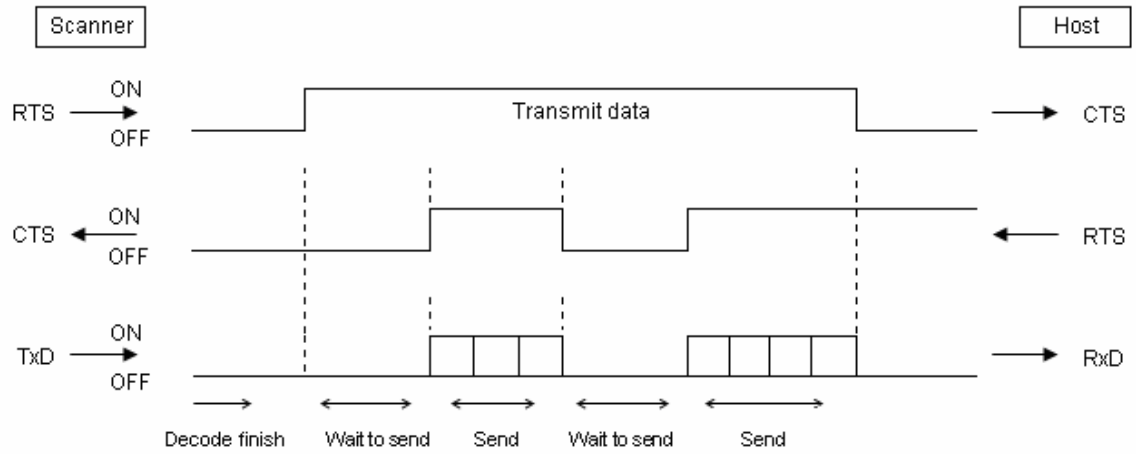 Scanner
Host
ON
RTS
Transmit data
CTS
OFF
ON
CTS
RTS
OFF
ON
TxD
RxD
OFF
Decode finish Wait to send Send Wait to send Send